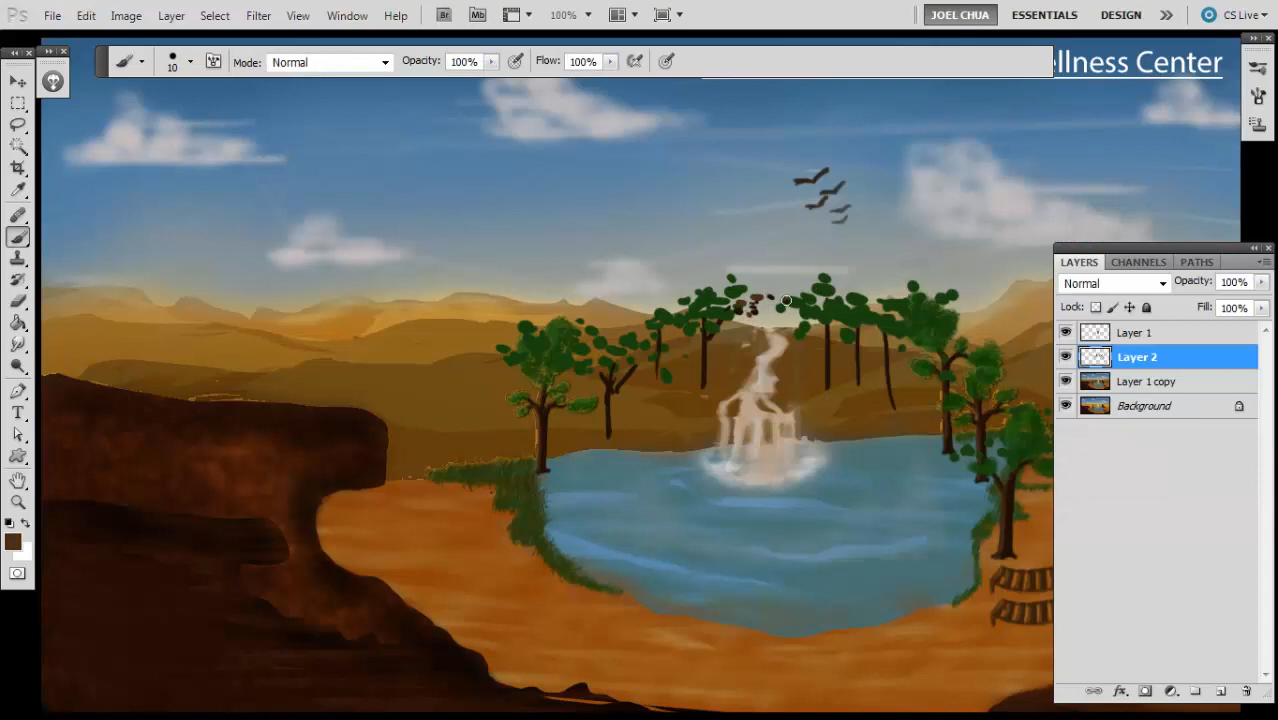 Ps File Edit Image Layer Select Filter View Window Help Br Mb 100% JOEL CHUA ESSENTIALS DESIGN CS Live
10 Mode: Normal Opacity: 100% Flow: 100%
ellness Center
LAYERS CHANNELS PATHS
Normal Opacity: 100%
Lock: Fill: 100%
Layer 1
Layer 2
Layer 1 copy
Background
fx